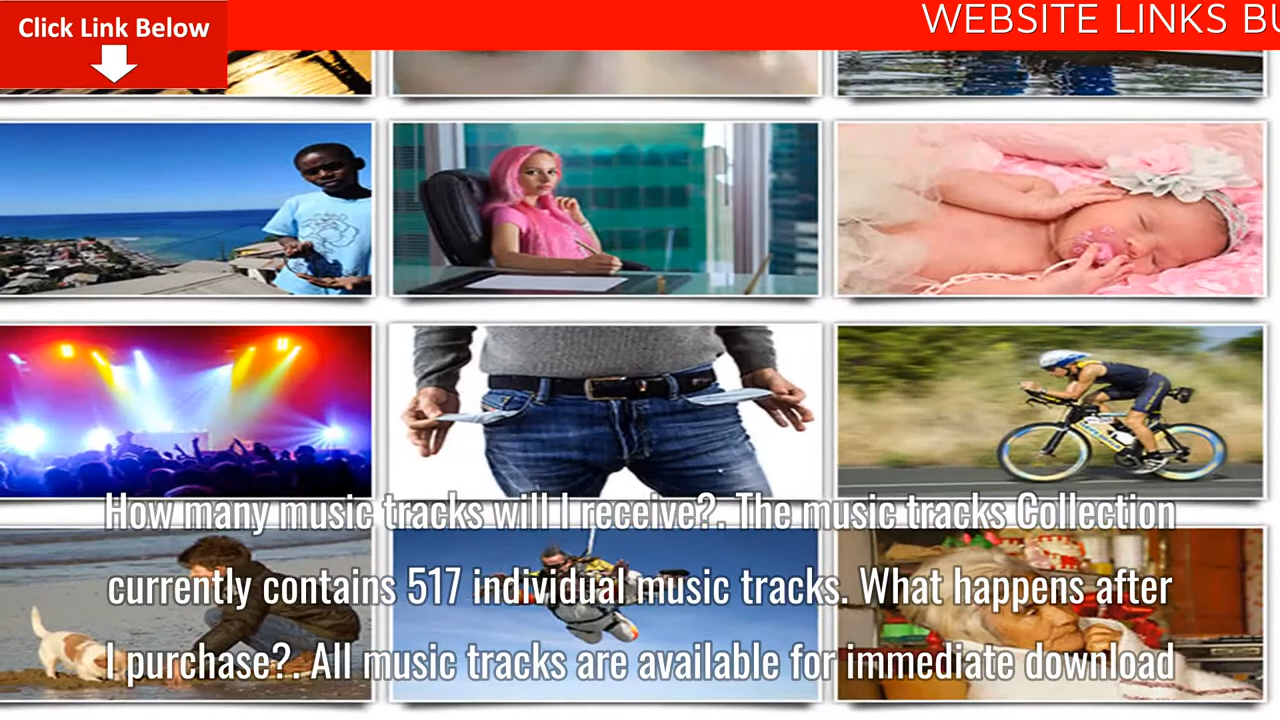 Click Link Below
WEBSITE LINKS
How many music tracks will I receive?. The music tracks Collection
currently contains 517 individual music tracks. What happens after
I purchase?. All music tracks are available for immediate download